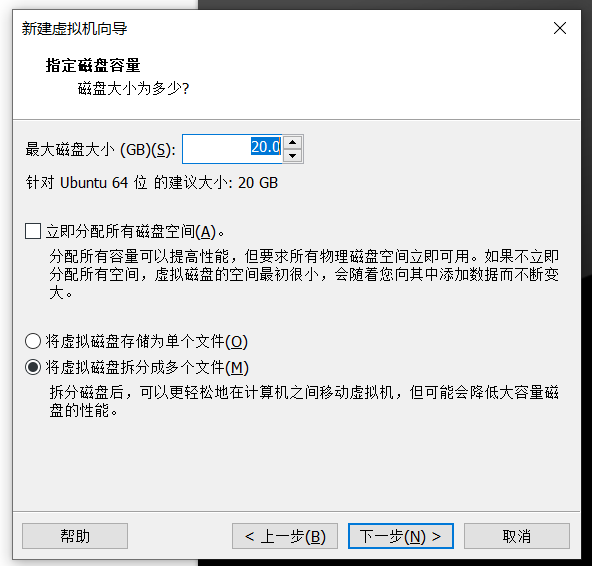 新建虚拟机向导
指定磁盘容量
磁盘大小为多少?
最大磁盘大小 (GB)(S): 20.0
针对 Ubuntu 64 位 的建议大小: 20 GB
立即分配所有磁盘空间(A)。
分配所有容量可以提高性能，但要求所有物理磁盘空间立即可用。如果不立即
分配所有空间，虚拟磁盘的空间最初很小，会随着您向其中添加数据而不断变
大。
将虚拟磁盘存储为单个文件(O)
将虚拟磁盘拆分成多个文件(M)
拆分磁盘后，可以更轻松地在计算机之间移动虚拟机，但可能会降低大容量磁
盘的性能。
帮助 < 上一步(B) 下一步(N) > 取消